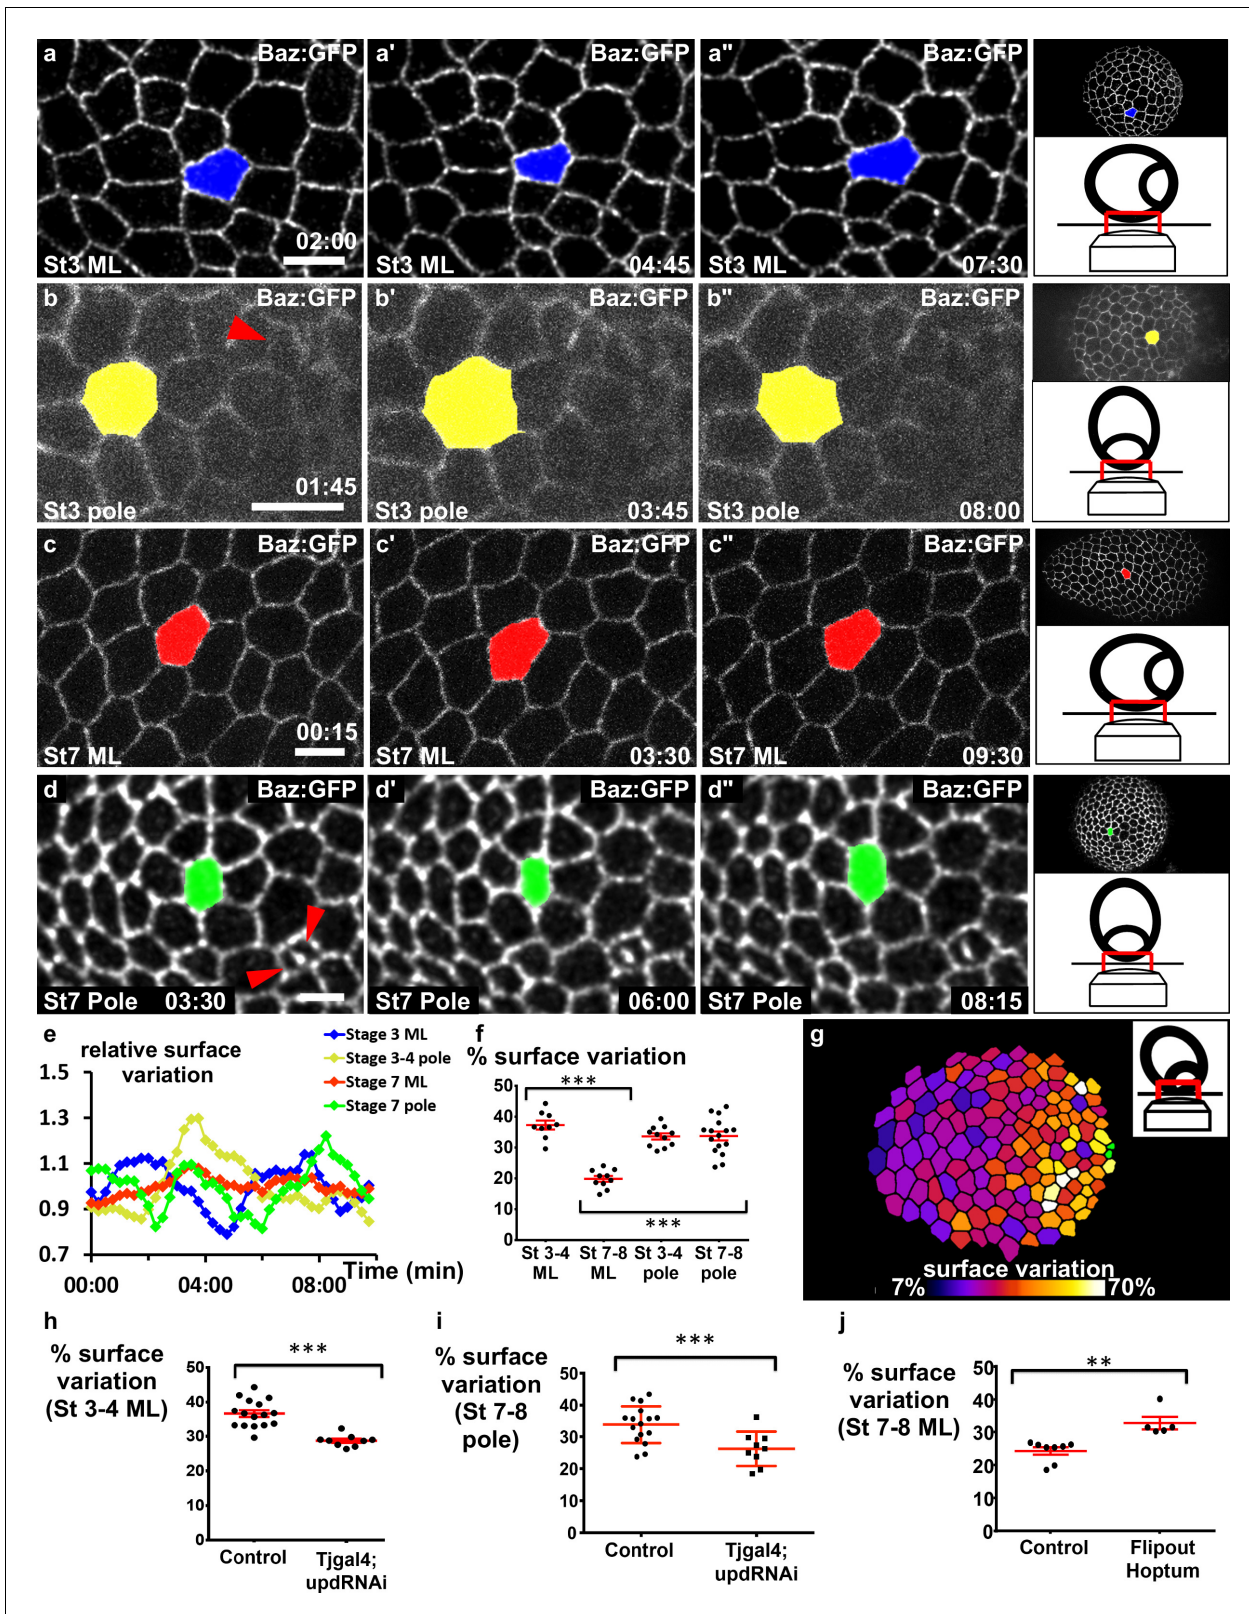 a Baz:GFP
St3 ML 02:00
a' Baz:GFP
St3 ML 04:45
a" Baz:GFP
St3 ML 07:30
b Baz:GFP
St3 pole 01:45
b' Baz:GFP
St3 pole 03:45
b" Baz:GFP
St3 pole 08:00
c Baz:GFP
St7 ML 00:15
c' Baz:GFP
St7 ML 03:30
c" Baz:GFP
St7 ML 09:30
d Baz:GFP
St7 Pole 03:30
d' Baz:GFP
St7 Pole 06:00
d" Baz:GFP
St7 Pole 08:15
e
relative surface
variation
1.5
1.3
1.1
0.9
0.7
00:00 04:00 08:00
Time (min)
Stage 3 ML
Stage 3-4 pole
Stage 7 ML
Stage 7 pole
f
% surface variation
50
40
30
20
10
0
***
***
St 3-4
ML
St 7-8
ML
St 3-4
pole
St 7-8
pole
g
surface variation
7% 70%
h
% surface
variation
(St 3-4 ML)
50
40
30
20
10
0
***
Control
Tjgal4;
updRNAi
i
% surface
variation
(St 7-8
pole)
50
40
30
20
10
0
***
Control
Tjgal4;
updRNAi
j
% surface
variation
(St 7-8 ML)
50
40
30
20
10
0
**
Control
Flipout
Hoptum